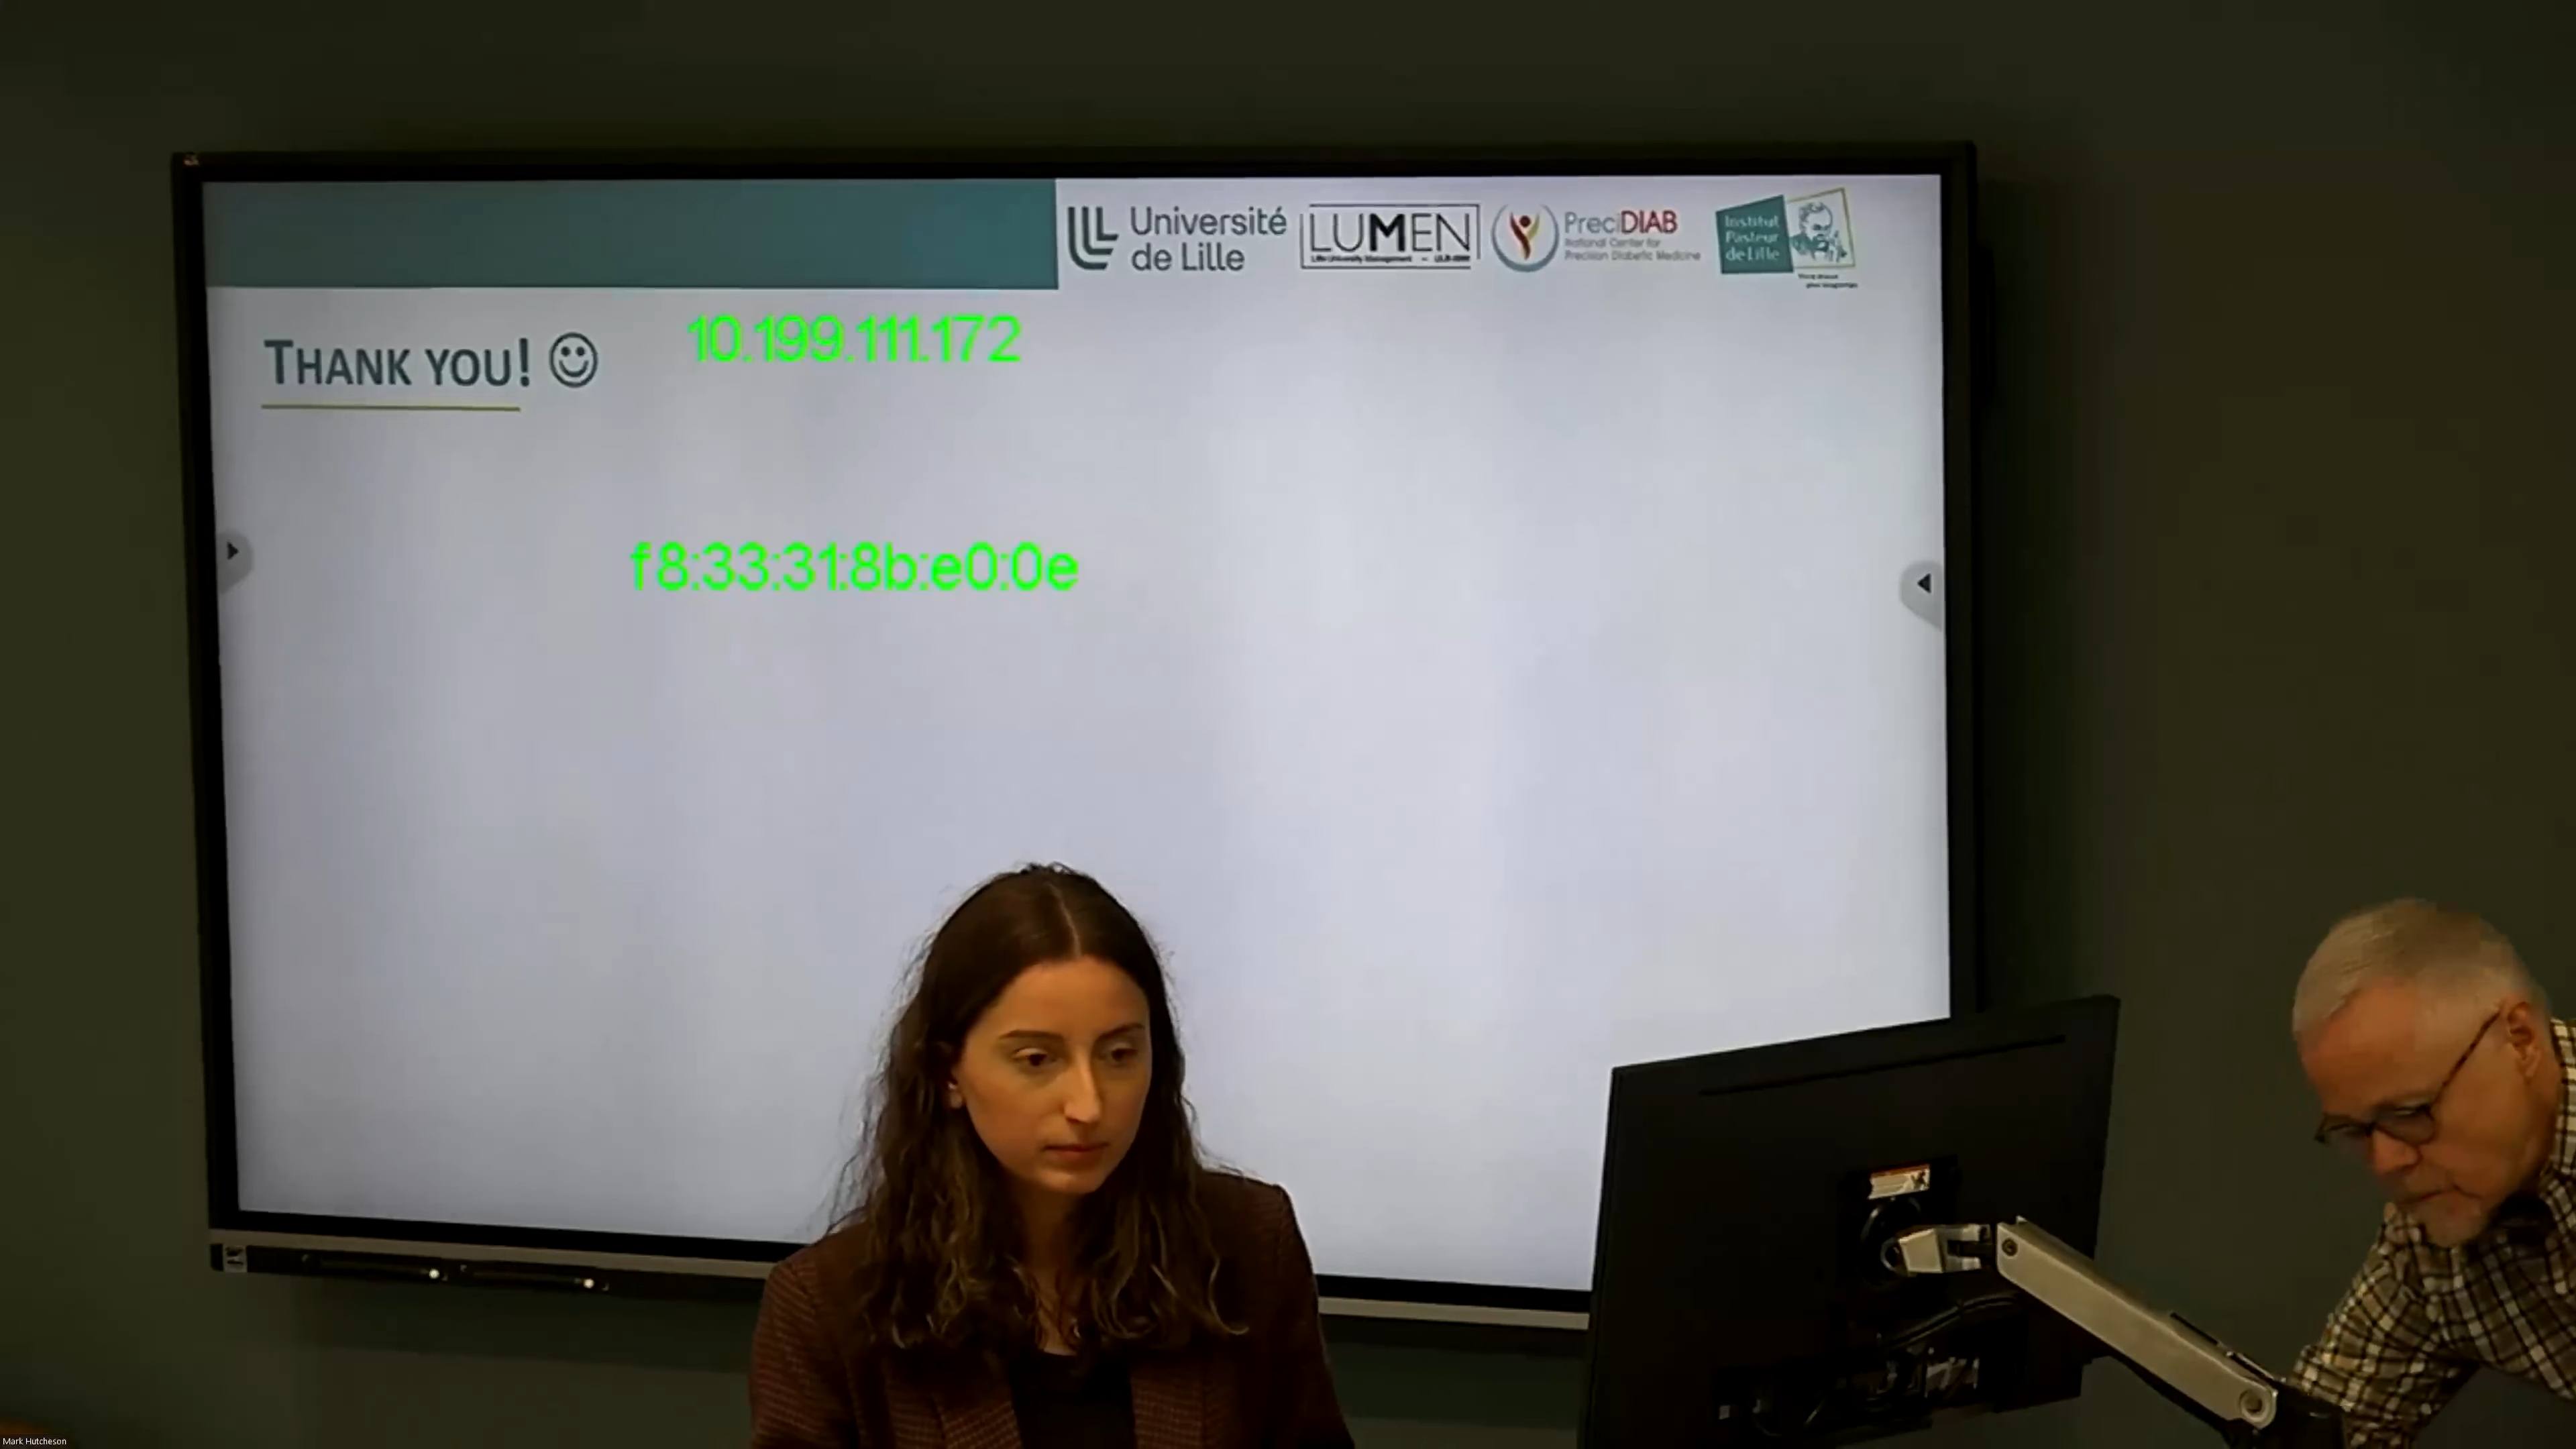 Université
de Lille
LUMEN
PreciDIAB
National Center for
Precision Diabetic Medicine
Institut
Pasteur
de Lille
THANK YOU! ☺
10.199.111.172
f8:33:31:8b:e0:0e
Mark Hutcheson